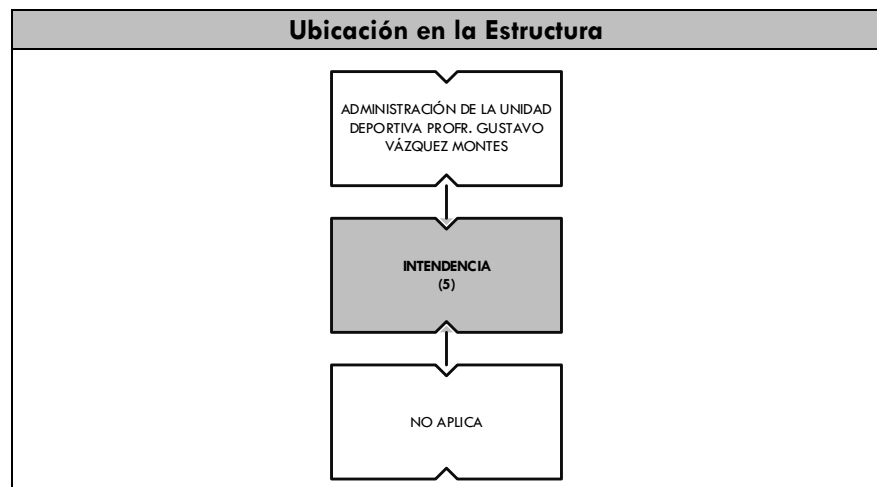 Ubicación en la Estructura
ADMINISTRACIÓN DE LA UNIDAD
DEPORTIVA PROFR. GUSTAVO
VÁZQUEZ MONTES
INTENDENCIA
(5)
NO APLICA